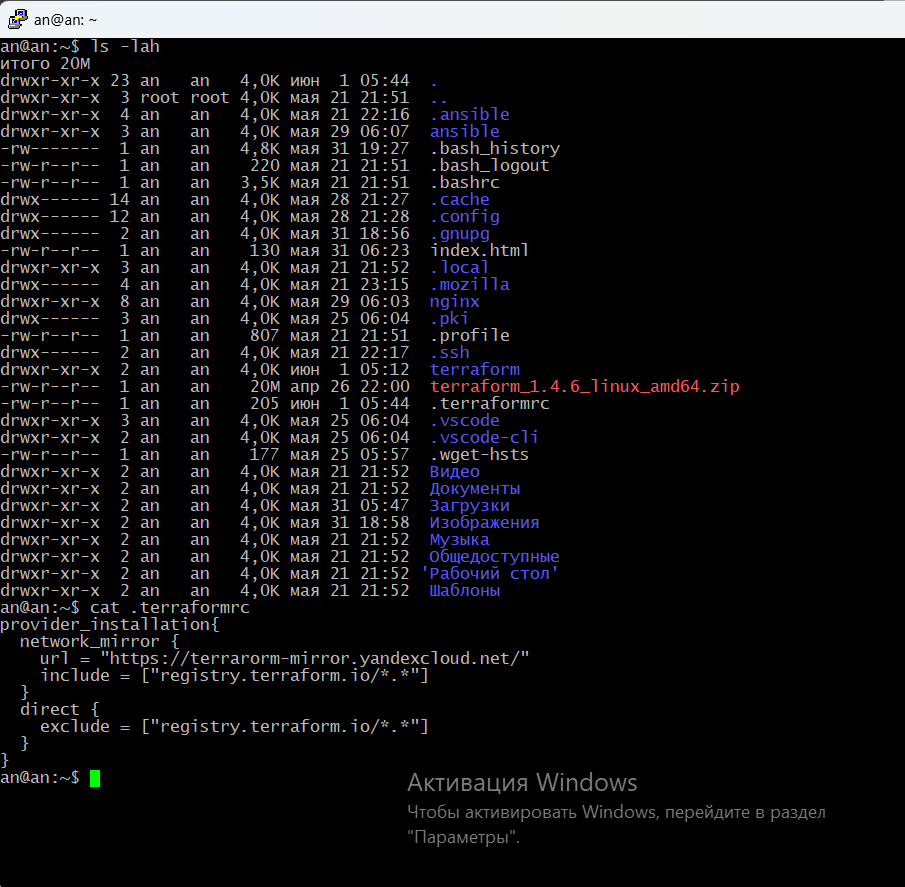 an@an: ~
an@an:~$ ls -lah
итого 20M
drwxr-xr-x 23 an   an   4,0K июн  1 05:44  .
drwxr-xr-x  3 root root 4,0K мая 21 21:51  ..
drwxr-xr-x  4 an   an   4,0K мая 21 22:16  .ansible
drwxr-xr-x  3 an   an   4,0K мая 29 06:07  ansible
-rw-------  1 an   an   4,8K мая 31 19:27  .bash_history
-rw-r--r--  1 an   an    220 мая 21 21:51  .bash_logout
-rw-r--r--  1 an   an   3,5K мая 21 21:51  .bashrc
drwx------ 14 an   an   4,0K мая 28 21:27  .cache
drwx------ 12 an   an   4,0K мая 28 21:28  .config
drwx------  2 an   an   4,0K мая 31 18:56  .gnupg
-rw-r--r--  1 an   an    130 мая 31 06:23  index.html
drwxr-xr-x  3 an   an   4,0K мая 21 21:52  .local
drwx------  4 an   an   4,0K мая 21 23:15  .mozilla
drwxr-xr-x  8 an   an   4,0K мая 29 06:03  nginx
drwx------  3 an   an   4,0K мая 25 06:04  .pki
-rw-r--r--  1 an   an    807 мая 21 21:51  .profile
drwx------  2 an   an   4,0K мая 21 22:17  .ssh
drwxr-xr-x  2 an   an   4,0K июн  1 05:12  terraform
-rw-r--r--  1 an   an    20M апр 26 22:00  terraform_1.4.6_linux_amd64.zip
-rw-r--r--  1 an   an    205 июн  1 05:44  .terraformrc
drwxr-xr-x  3 an   an   4,0K мая 25 06:04  .vscode
drwxr-xr-x  2 an   an   4,0K мая 25 06:04  .vscode-cli
-rw-r--r--  1 an   an    177 мая 25 05:57  .wget-hsts
drwxr-xr-x  2 an   an   4,0K мая 21 21:52  Видео
drwxr-xr-x  2 an   an   4,0K мая 21 21:52  Документы
drwxr-xr-x  2 an   an   4,0K мая 31 05:47  Загрузки
drwxr-xr-x  2 an   an   4,0K мая 31 18:58  Изображения
drwxr-xr-x  2 an   an   4,0K мая 21 21:52  Музыка
drwxr-xr-x  2 an   an   4,0K мая 21 21:52  Общедоступные
drwxr-xr-x  2 an   an   4,0K мая 21 21:52 'Рабочий стол'
drwxr-xr-x  2 an   an   4,0K мая 21 21:52  Шаблоны
an@an:~$ cat .terraformrc
provider_installation{
  network_mirror {
    url = "https://terrarorm-mirror.yandexcloud.net/"
    include = ["registry.terraform.io/*.*"]
  }
  direct {
    exclude = ["registry.terraform.io/*.*"]
  }
}
an@an:~$
Активация Windows
Чтобы активировать Windows, перейдите в раздел
"Параметры".